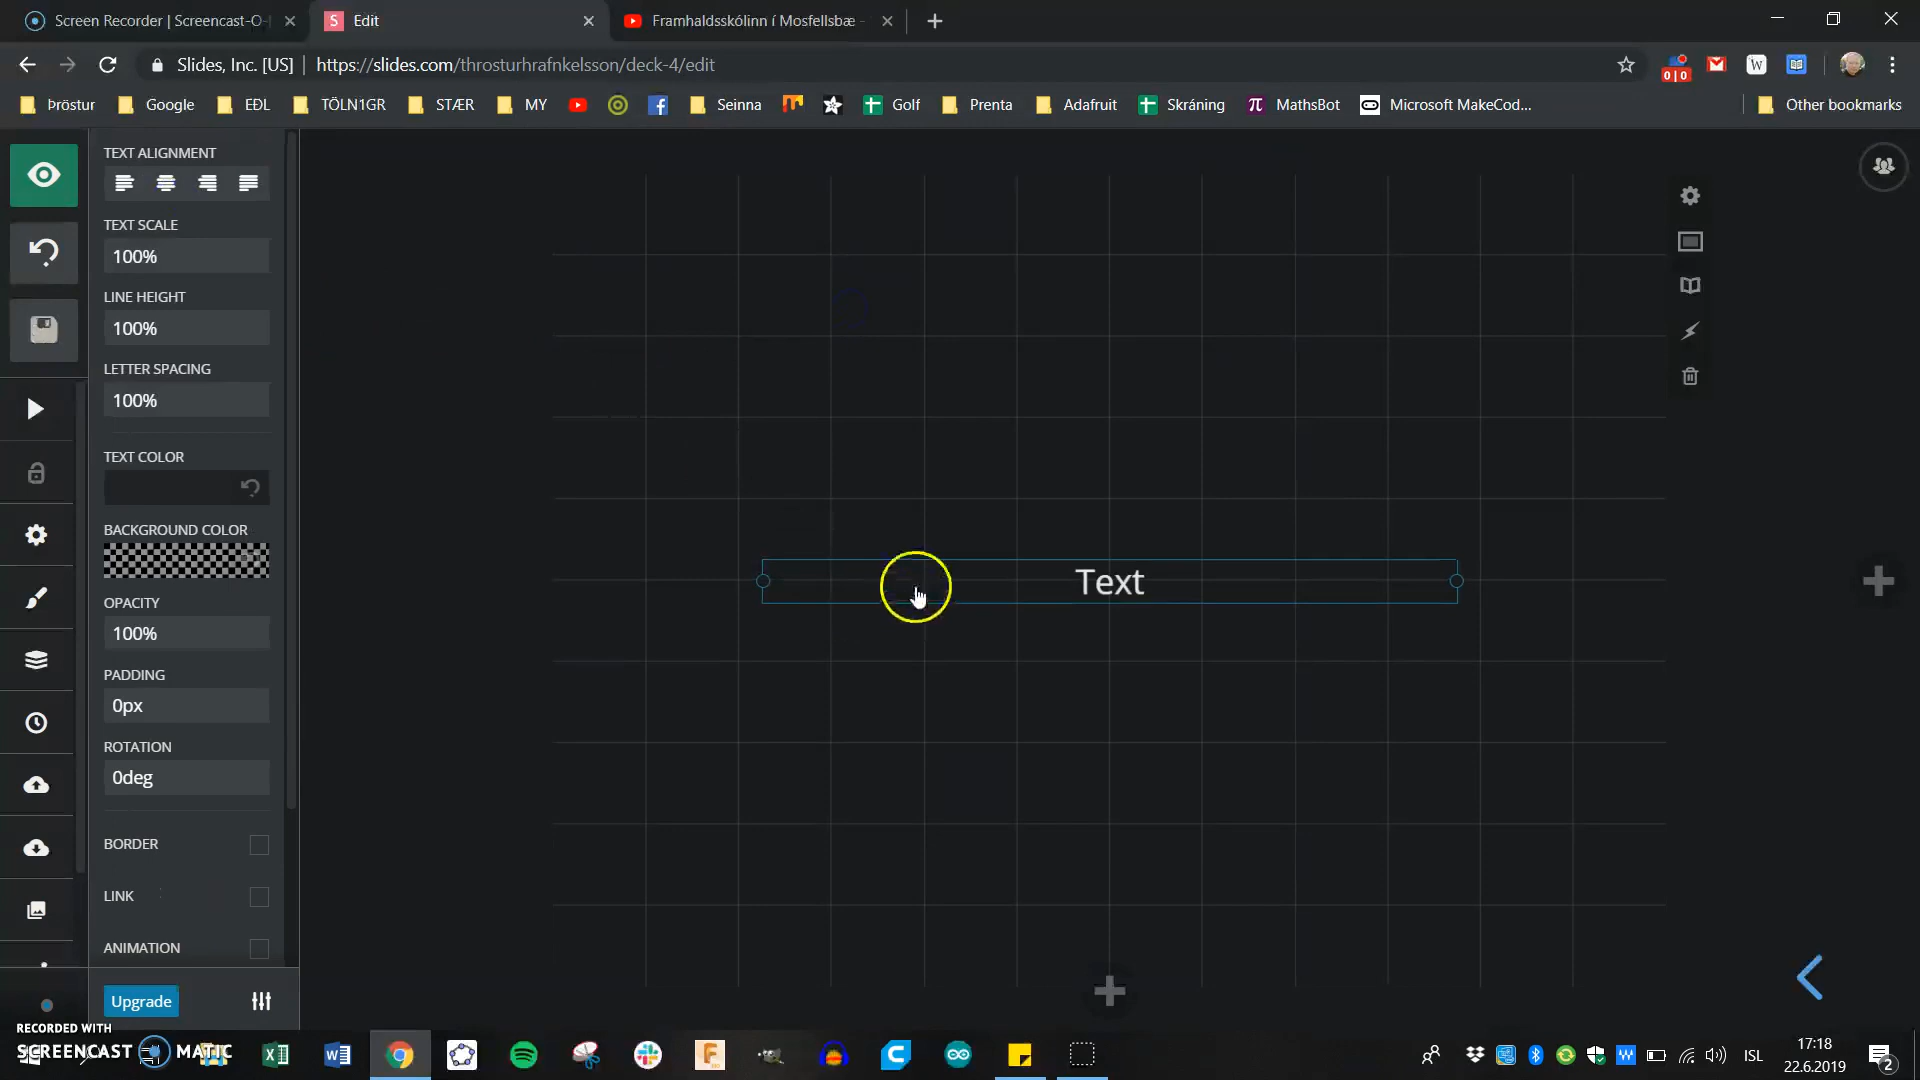 Screen Recorder | Screencast-O-
Edit
Framhaldsskólinn í Mosfellsbæ -
Slides, Inc. [US]
https://slides.com/throsturhrafnkelsson/deck-4/edit
0|0
W
Þröstur
Google
EÐL
TÖLN1GR
STÆR
MY
Seinna
Golf
Prenta
Adafruit
Skráning
MathsBot
Microsoft MakeCod...
Other bookmarks
TEXT ALIGNMENT
TEXT SCALE
100%
LINE HEIGHT
100%
LETTER SPACING
100%
TEXT COLOR
BACKGROUND COLOR
OPACITY
100%
PADDING
0px
ROTATION
0deg
BORDER
LINK
ANIMATION
Upgrade
Text
RECORDED WITH
SCREENCAST MATIC
ISL
17:18
22.6.2019
2